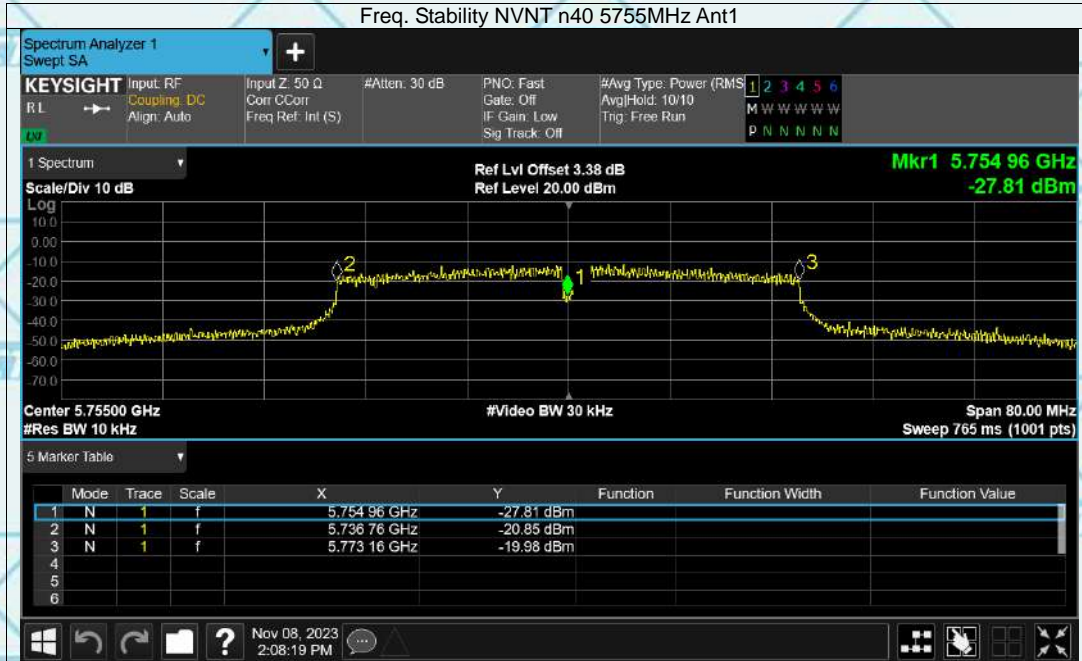 Freq. Stability NVNT n40 5755MHz Ant1
Spectrum Analyzer 1
Swept SA
KEYSIGHT Input: RF Input Z: 50 Ω #Atten: 30 dB PNO: Fast #Avg Type: Power (RMS 1 2 3 4 5 6
R L Coupling: DC Corr CCorr Gate: Off Avg|Hold: 10/10 M W W W W W
Align: Auto Freq Ref: Int (S) IF Gain: Low Trig: Free Run
LXI Sig Track: Off P N N N N N
1 Spectrum Ref Lvl Offset 3.38 dB Mkr1 5.754 96 GHz
Scale/Div 10 dB Ref Level 20.00 dBm -27.81 dBm
Log
10.0
0.00
-10.0
-20.0
-30.0
-40.0
-50.0
-60.0
-70.0
2 1 3
Center 5.75500 GHz #Video BW 30 kHz Span 80.00 MHz
#Res BW 10 kHz Sweep 765 ms (1001 pts)
5 Marker Table
Mode Trace Scale X Y Function Function Width Function Value
1 N 1 f 5.754 96 GHz -27.81 dBm
2 N 1 f 5.736 76 GHz -20.85 dBm
3 N 1 f 5.773 16 GHz -19.98 dBm
4
5
6
? Nov 08, 2023
2:08:19 PM